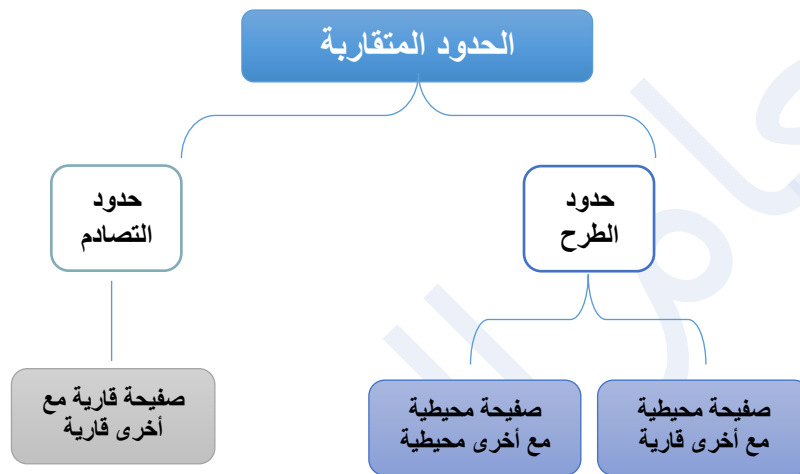 الحدود المتقاربة
حدود
الطرح
حدود
التصادم
صفيحة محيطية
مع أخرى قارية
صفيحة محيطية
مع أخرى محيطية
صفيحة قارية مع
أخرى قارية